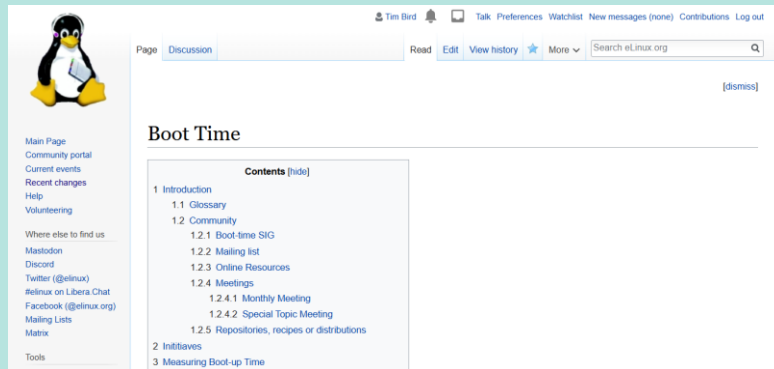 Tim Bird Talk Preferences Watchlist New messages (none) Contributions Log out
Page Discussion Read Edit View history More Search eLinux.org
[dismiss]
Boot Time
Main Page
Community portal
Current events
Recent changes
Help
Volunteering
Where else to find us
Mastodon
Discord
Twitter (@elinux)
#elinux on Libera.Chat
Facebook (@elinux.org)
Mailing Lists
Matrix
Tools
Contents [hide]
1 Introduction
1.1 Glossary
1.2 Community
1.2.1 Boot-time SIG
1.2.2 Mailing list
1.2.3 Online Resources
1.2.4 Meetings
1.2.4.1 Monthly Meeting
1.2.4.2 Special Topic Meeting
1.2.5 Repositories, recipes or distributions
2 Inititiaves
3 Measuring Boot-up Time